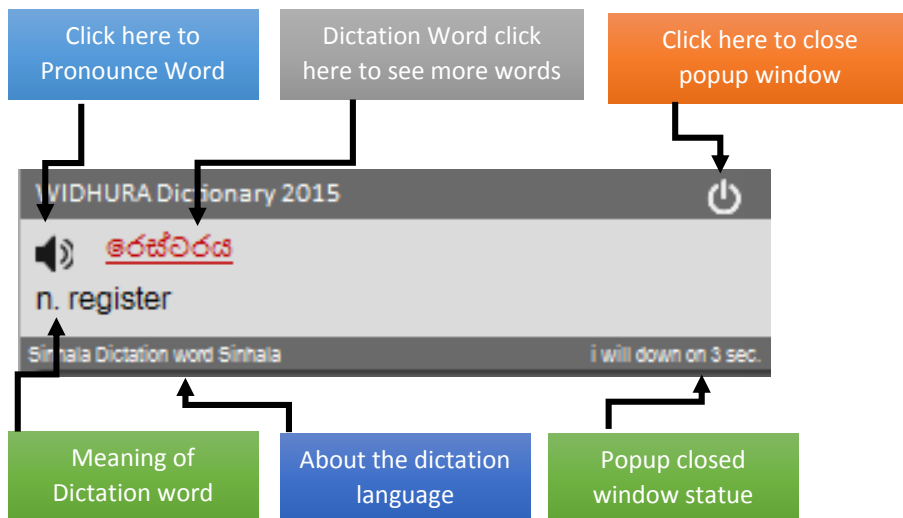 Click here to
Pronounce Word
Dictation Word click
here to see more words
Click here to close
popup window
WIDHURA Dictionary 2015
රෙස්ටරය
n. register
Sinhala Dictation word Sinhala
i will down on 3 sec.
Meaning of
Dictation word
About the dictation
language
Popup closed
window statue